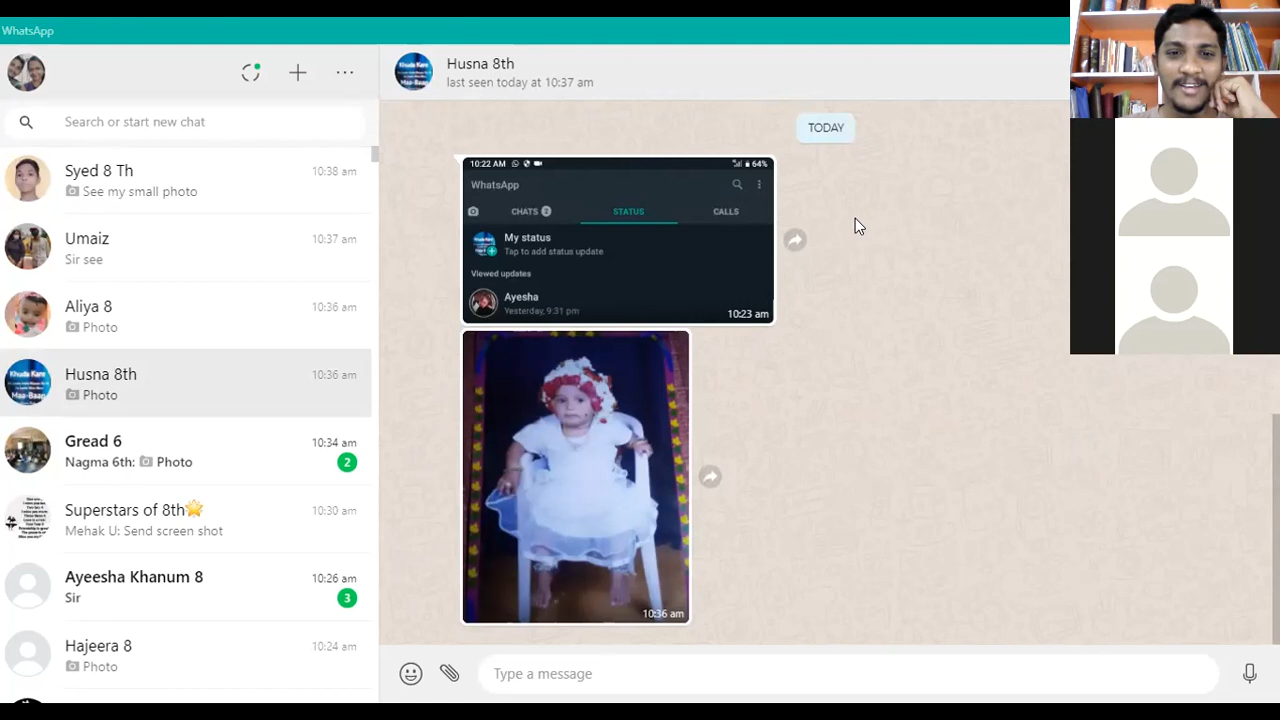 WhatsApp
Search or start new chat
Syed 8 Th
10:38 am
See my small photo
Umaiz
10:37 am
Sir see
Aliya 8
10:36 am
Photo
Husna 8th
10:36 am
Photo
Gread 6
10:34 am
Nagma 6th: Photo
2
Superstars of 8th🌟
10:30 am
Mehak U: Send screen shot
Ayeesha Khanum 8
10:26 am
Sir
3
Hajeera 8
10:24 am
Photo
Husna 8th
last seen today at 10:37 am
TODAY
10:22 AM
64%
WhatsApp
CHATS 2
STATUS
CALLS
My status
Tap to add status update
Viewed updates
Ayesha
Yesterday, 9:31 pm
10:23 am
10:36 am
Type a message
Khuda Kare
Maa-Baap